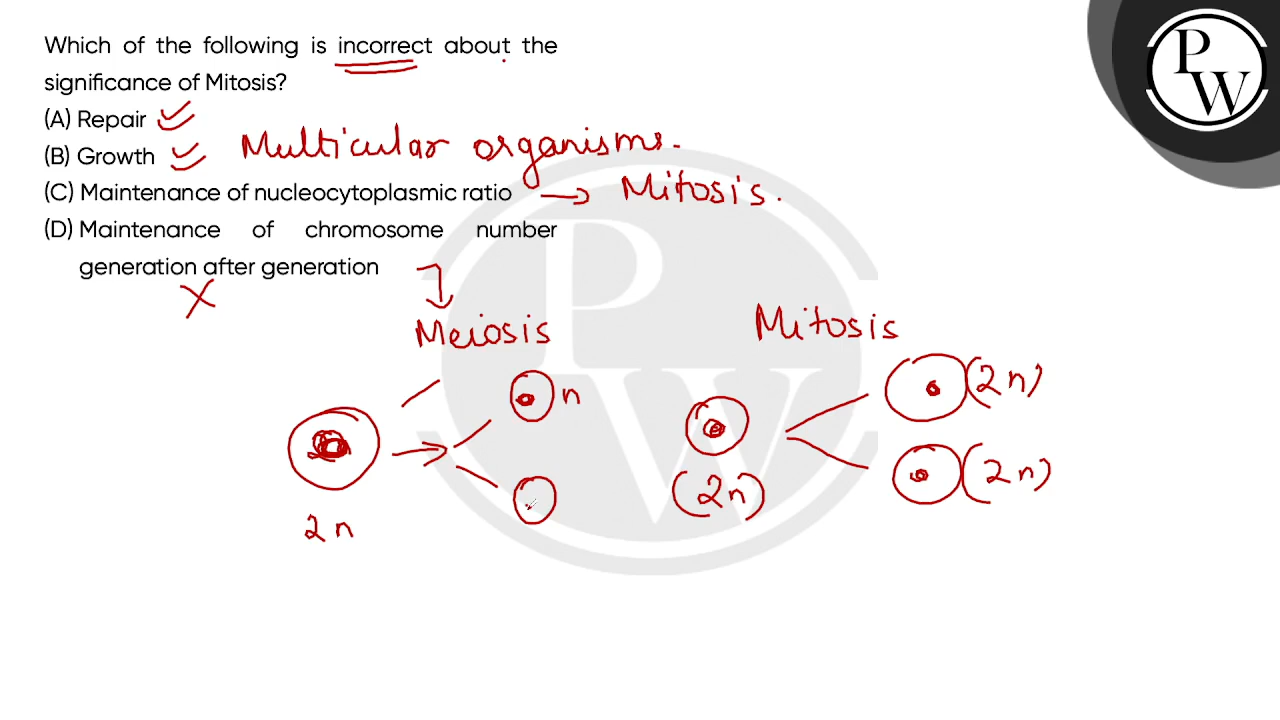 Which of the following is incorrect about the
significance of Mitosis?
(A) Repair
(B) Growth
Multicular organisms.
(C) Maintenance of nucleocytoplasmic ratio → Mitosis.
(D) Maintenance of chromosome number
generation after generation
Meiosis
Mitosis
n
(2n)
(2n)
(2n)
2n
P
W
P
W